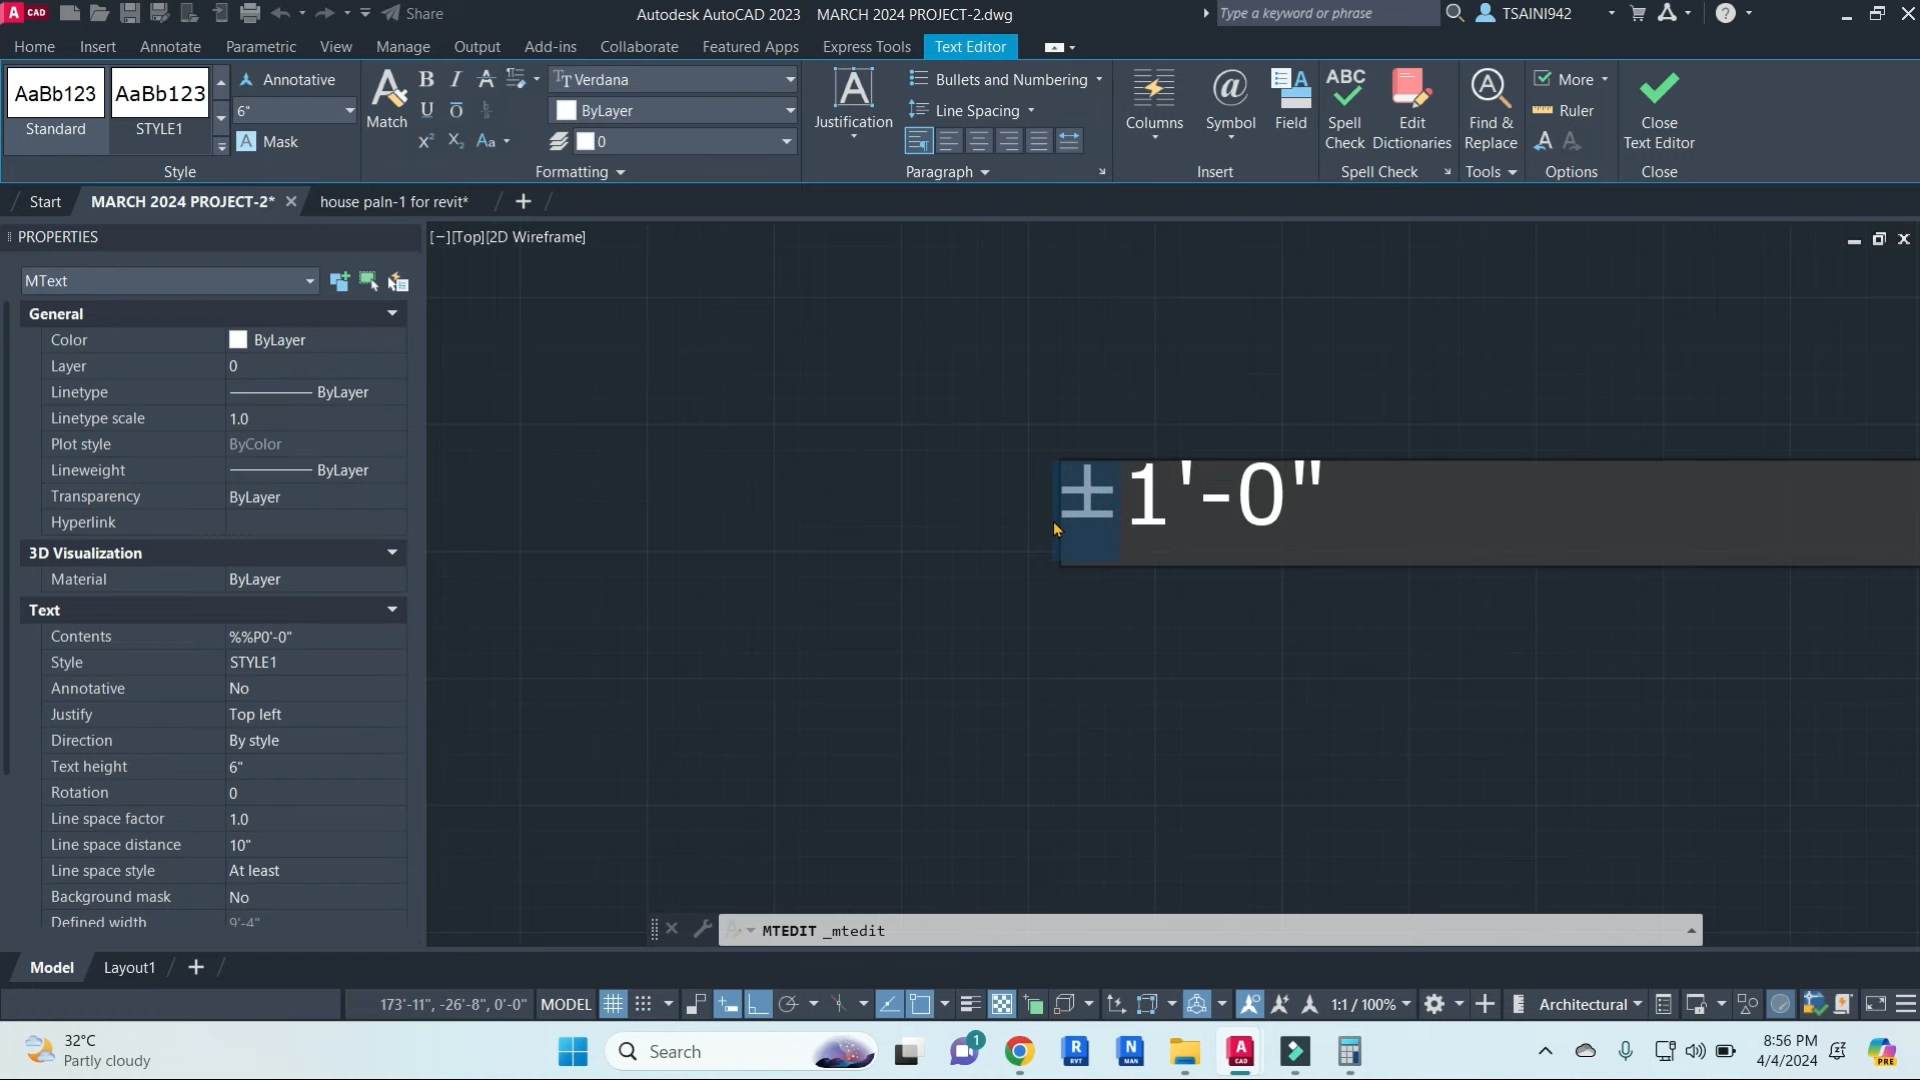 CAD
Share
Autodesk AutoCAD 2023 MARCH 2024 PROJECT-2.dwg
Type a keyword or phrase
TSAINI942
Home Insert Annotate Parametric View Manage Output Add-ins Collaborate Featured Apps Express Tools Text Editor
AaBb123 AaBb123
Standard STYLE1
Annotative
6"
Mask
Style
Match
Verdana
ByLayer
0
Formatting
Justification
Bullets and Numbering
Line Spacing
Paragraph
Columns Symbol Field
Insert
ABC
Spell Check
Edit Dictionaries
Spell Check
Find & Replace
Tools
More
Ruler
Options
Close Text Editor
Close
Start MARCH 2024 PROJECT-2* house paln-1 for revit*
PROPERTIES
[−][Top][2D Wireframe]
MText
General
Color ByLayer
Layer 0
Linetype ByLayer
Linetype scale 1.0
Plot style ByColor
Lineweight ByLayer
Transparency ByLayer
Hyperlink
3D Visualization
Material ByLayer
Text
Contents %%P0'-0"
Style STYLE1
Annotative No
Justify Top left
Direction By style
Text height 6"
Rotation 0
Line space factor 1.0
Line space distance 10"
Line space style At least
Background mask No
Defined width 9'-4"
±1'-0"
MTEDIT _mtedit
Model Layout1
173'-11", -26'-8", 0'-0" MODEL
1:1 / 100%
Architectural
32°C
Partly cloudy
Search
1
RVT
MAN
CAD
8:56 PM
4/4/2024
PRE